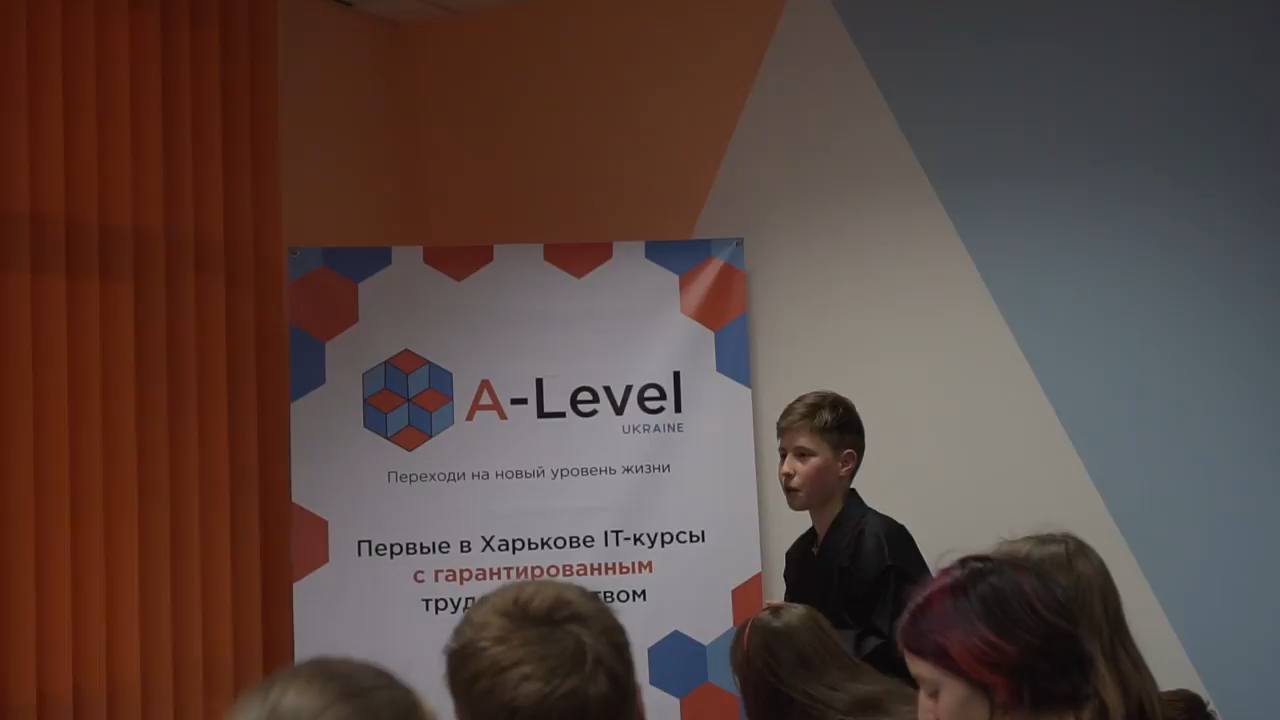 A-Level
UKRAINE
Переходи на новый уровень жизни
Первые в Харькове IT-курсы
с гарантированным